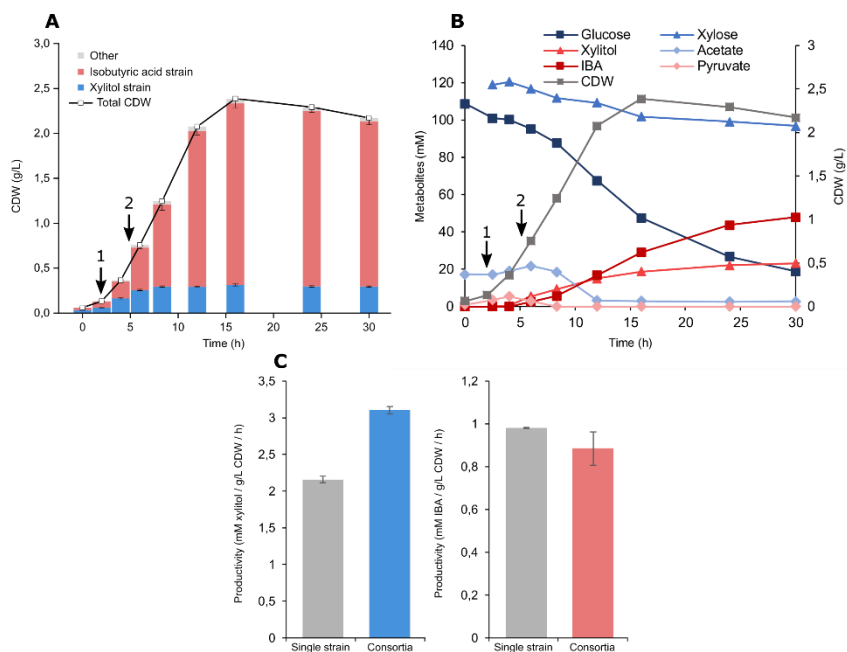 A
3,0
2,5
2,0
1,5
1,0
0,5
0,0
CDW (g/L)
Other
Isobutyric acid strain
Xylitol strain
Total CDW
1
2
0 5 10 15 20 25 30
Time (h)
B
Glucose Xylose
Xylitol Acetate
IBA Pyruvate
CDW
140
120
100
80
60
40
20
0
Metabolites (mM)
1
2
3
2,5
2
1,5
1
0,5
0
CDW (g/L)
0 5 10 15 20 25 30
Time (h)
C
3,5
3
2,5
2
1,5
1
0,5
0
Productivity (mM xylitol / g/L CDW / h)
Single strain Consortia
1,2
1
0,8
0,6
0,4
0,2
0
Productivity (mM IBA / g/L CDW / h)
Single strain Consortia